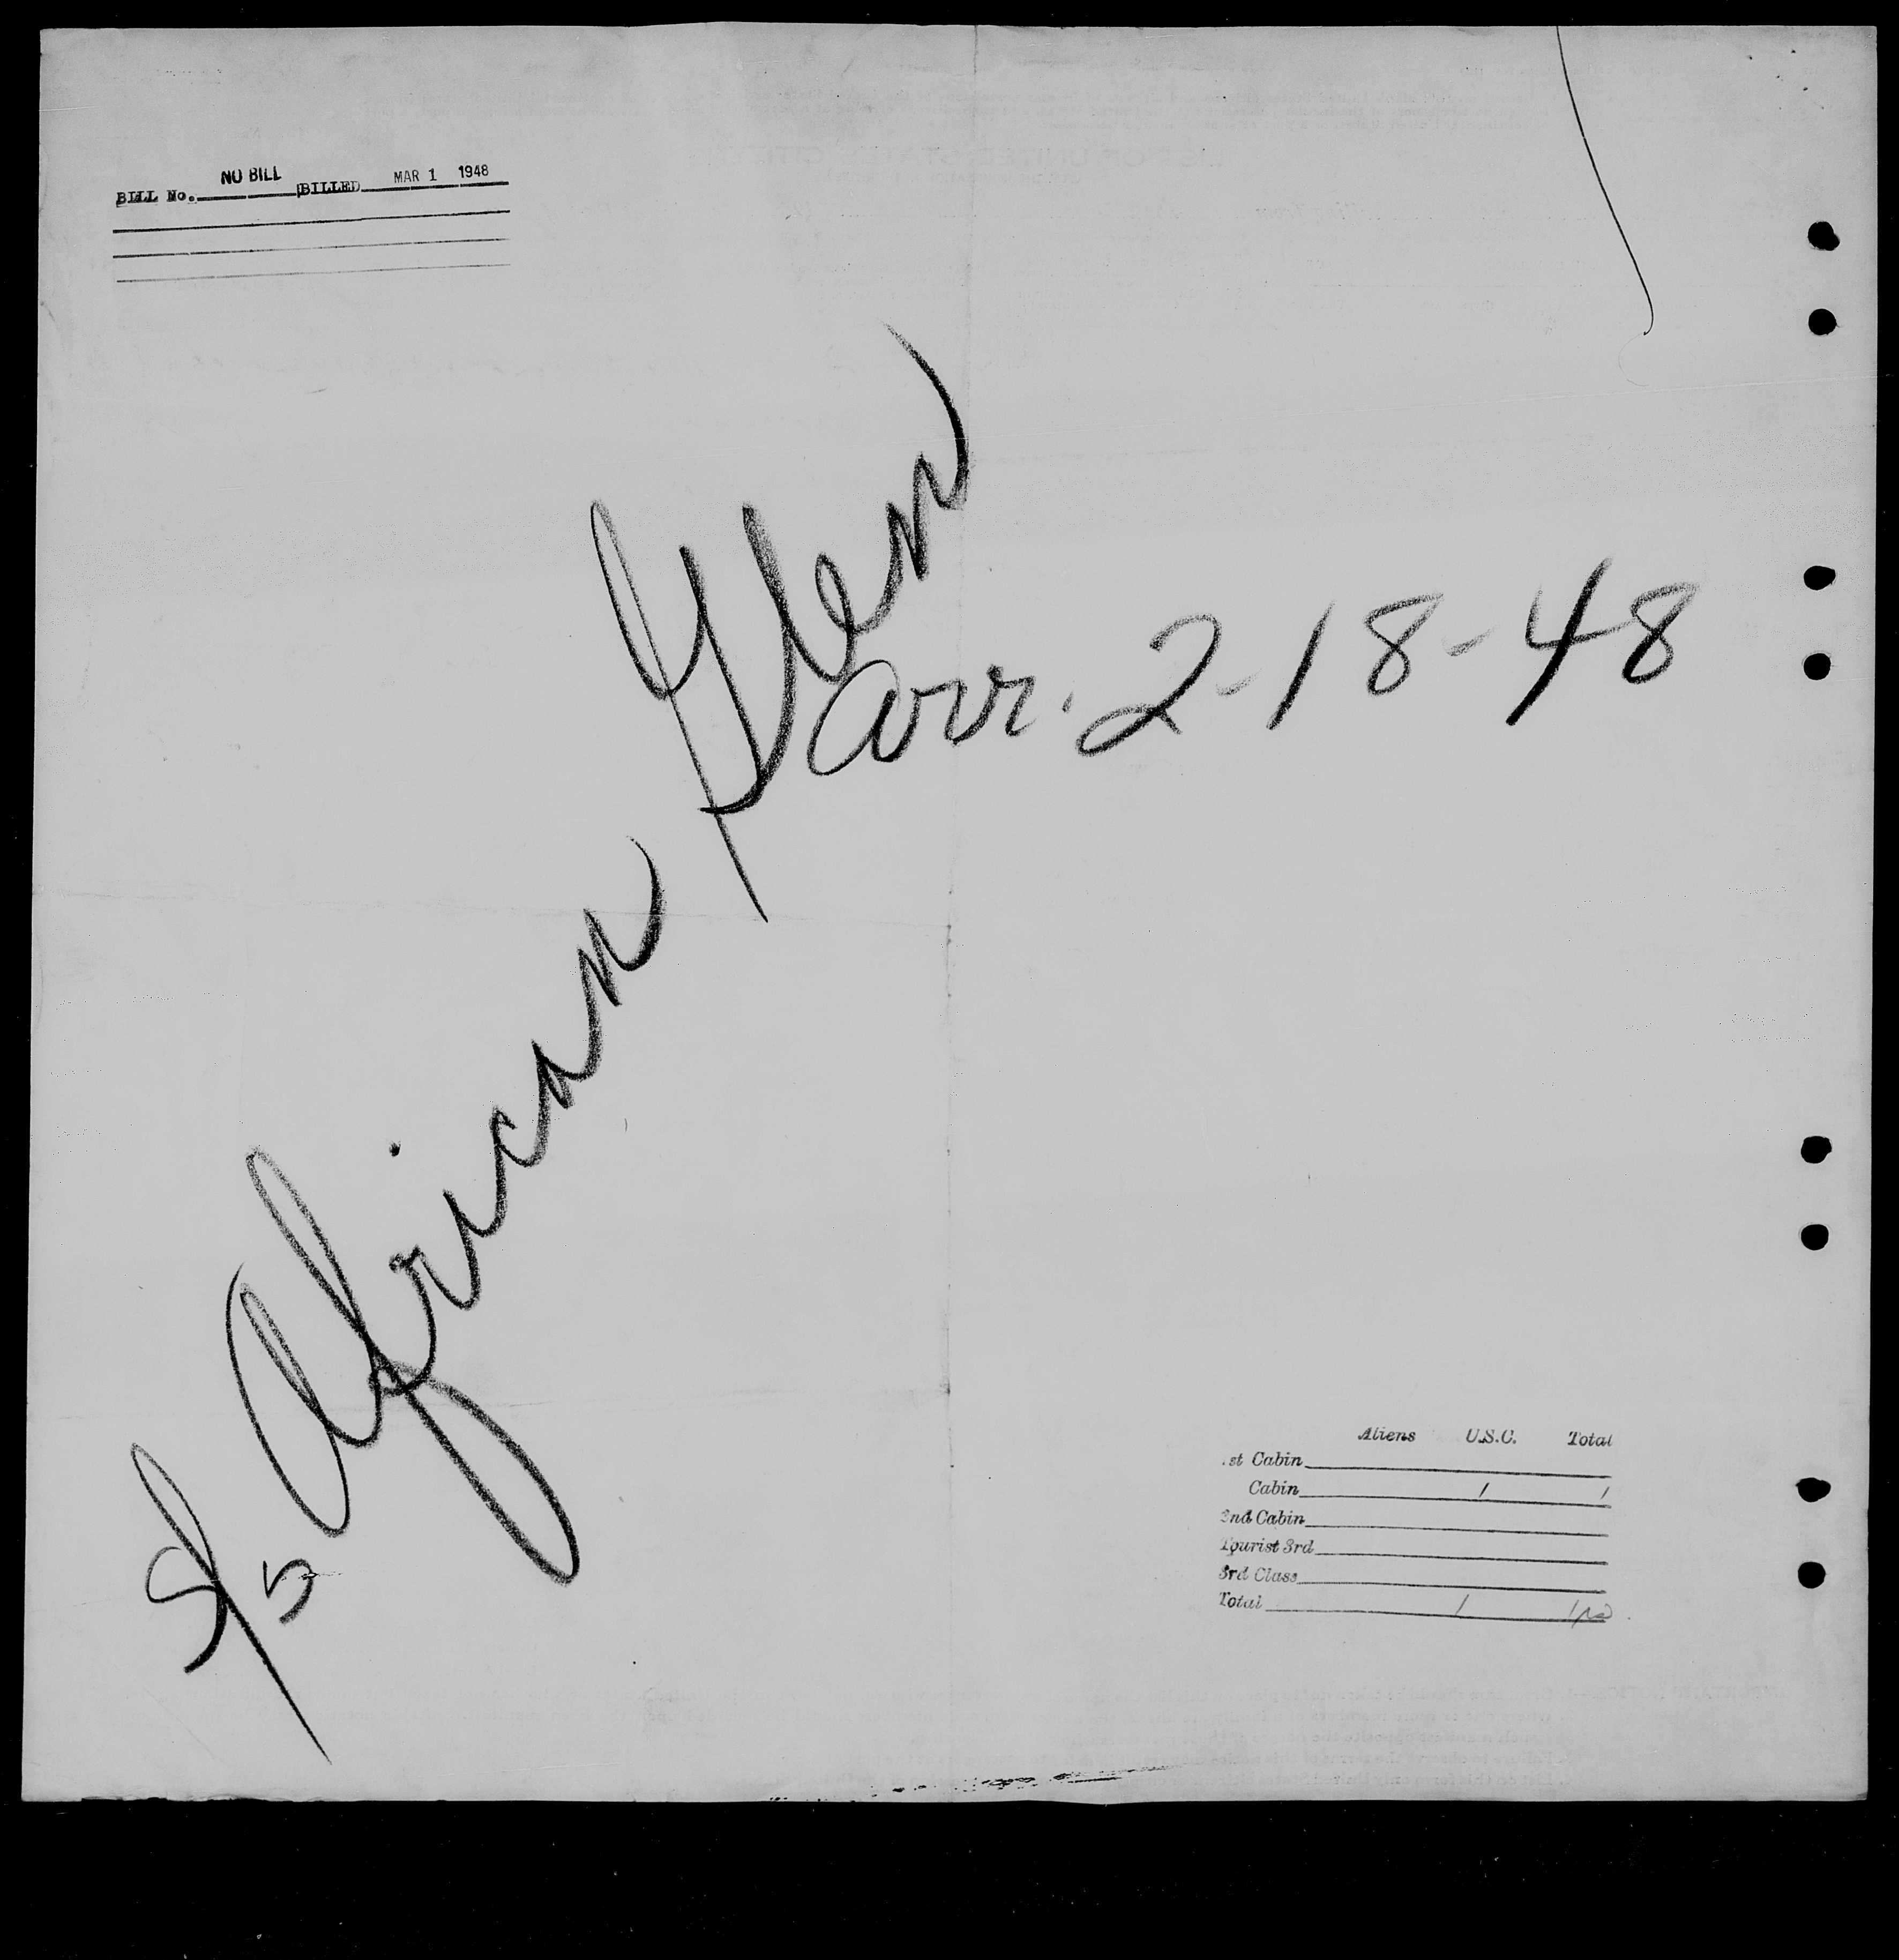 BILL No. NO BILL BILLED MAR 1 1948
S/S African Glen
arr. 2-18-48
Aliens U.S.C. Total
1st Cabin
Cabin 1 1
2nd Cabin
Tourist 3rd
3rd Class
Total 1 1